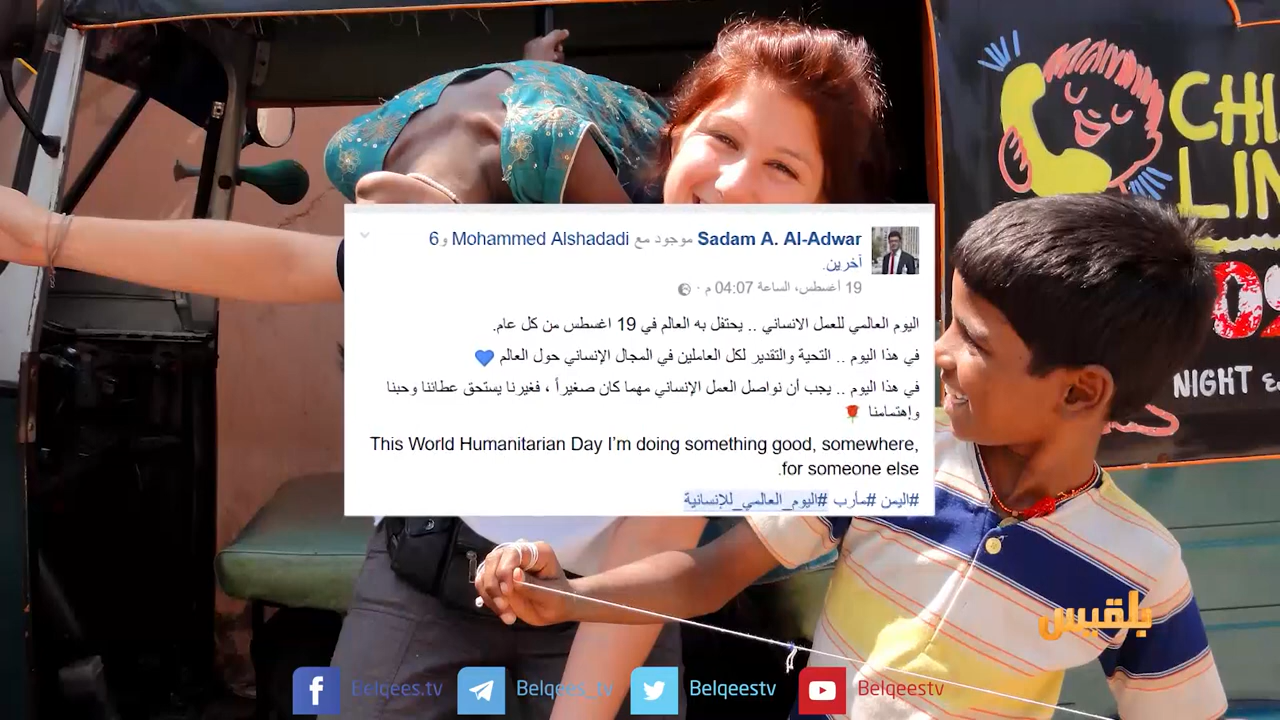 CHI
LIN
NIGHT &
Sadam A. Al-Adwar موجود مع Mohammed Alshadadi و6
آخرين.
19 أغسطس، الساعة 04:07 م ·
اليوم العالمي للعمل الانساني .. يحتفل به العالم في 19 اغسطس من كل عام.
في هذا اليوم .. التحية والتقدير لكل العاملين في المجال الإنساني حول العالم 💙
في هذا اليوم .. يجب أن نواصل العمل الإنساني مهما كان صغيراً ، فغيرنا يستحق عطائنا وحبنا
وإهتمامنا 🌹
This World Humanitarian Day I'm doing something good, somewhere,
for someone else.
#اليمن #مأرب #اليوم_العالمي_للإنسانية
بلقيس
Belqees.tv
Belqees_tv
Belqeestv
Belqeestv